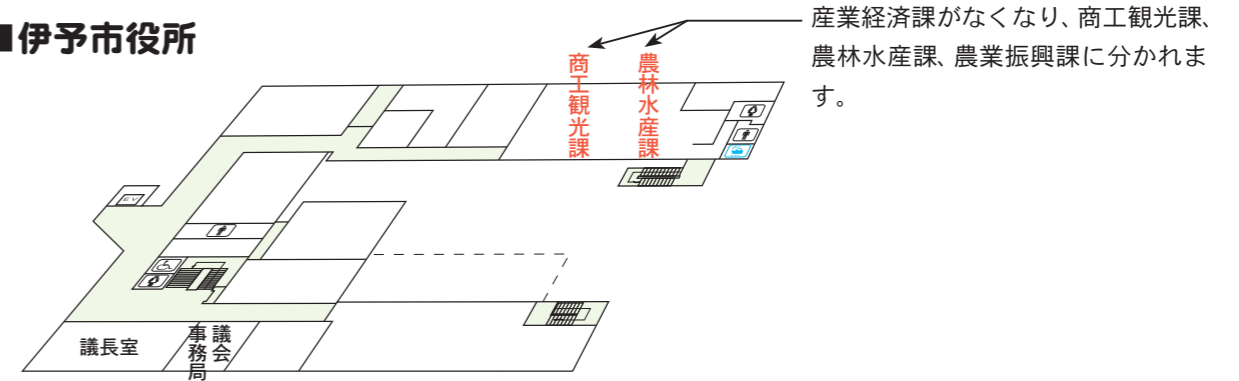 ■伊予市役所
産業経済課がなくなり、商工観光課、
農林水産課、農業振興課に分かれま
す。
商工観光課
農林水産課
EV
議長室
議会
事務局